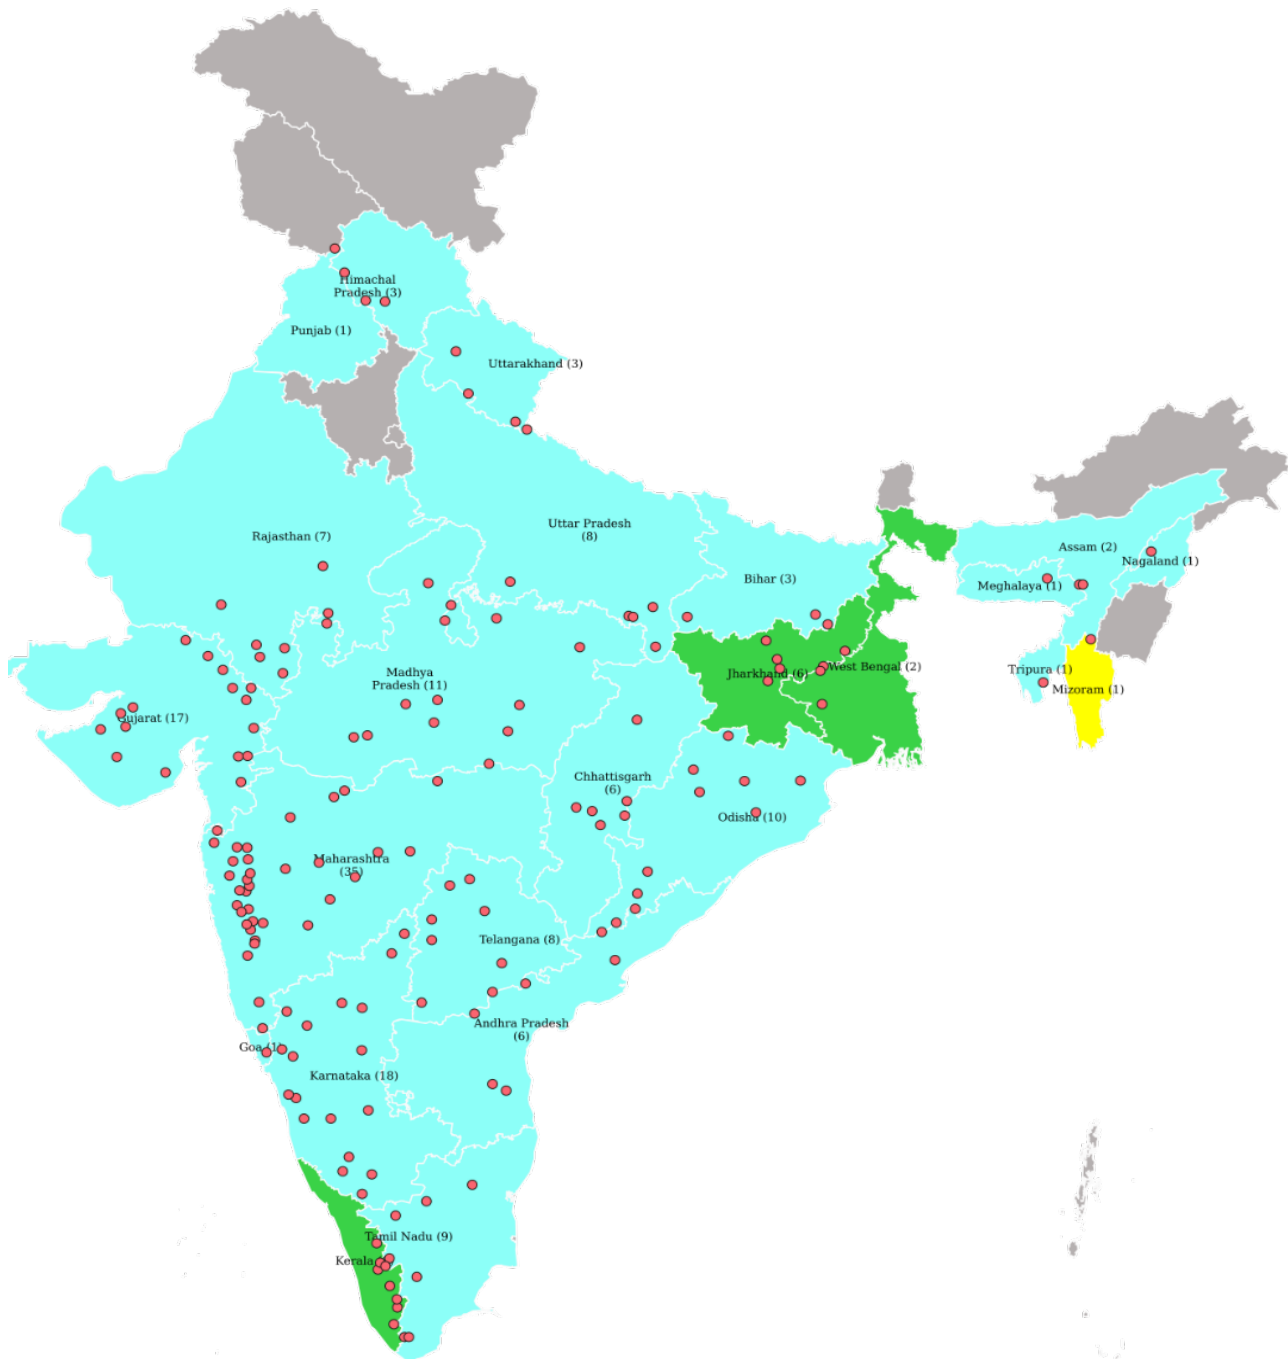 Himachal
Pradesh (3)
Punjab (1)
Uttarakhand (3)
Uttar Pradesh
(8)
Rajasthan (7)
Assam (2)
Nagaland (1)
Bihar (3)
Meghalaya (1)
West Bengal (2)
Tripura (1)
Jharkhand (6)
Madhya
Pradesh (11)
Mizoram (1)
Gujarat (17)
Chhattisgarh
(6)
Odisha (10)
Maharashtra
(35)
Telangana (8)
Andhra Pradesh
(6)
Goa (1)
Karnataka (18)
Tamil Nadu (9)
Kerala